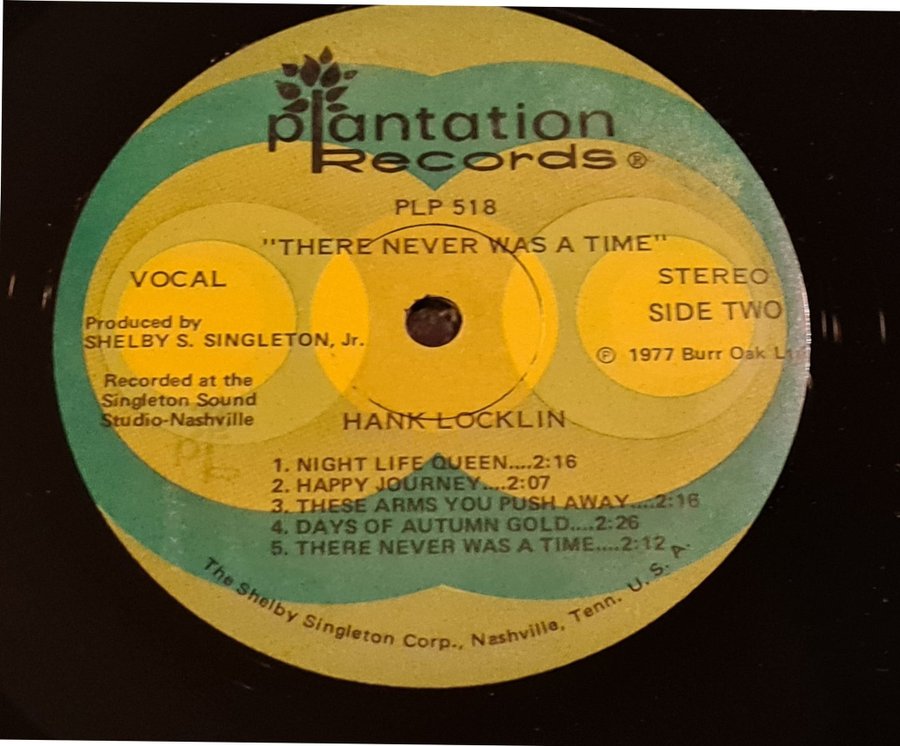 plantation
Records®
PLP 518
"THERE NEVER WAS A TIME"
VOCAL
STEREO
SIDE TWO
Produced by
SHELBY S. SINGLETON, Jr.
Ⓟ 1977 Burr Oak
Recorded at the
Singleton Sound
Studio-Nashville
HANK LOCKLIN
1. NIGHT LIFE QUEEN....2:16
2. HAPPY JOURNEY....2:07
3. THESE ARMS YOU PUSH AWAY....2:16
4. DAYS OF AUTUMN GOLD....2:26
5. THERE NEVER WAS A TIME....2:12
The Shelby Singleton Corp., Nashville, Tenn. U. S. A.